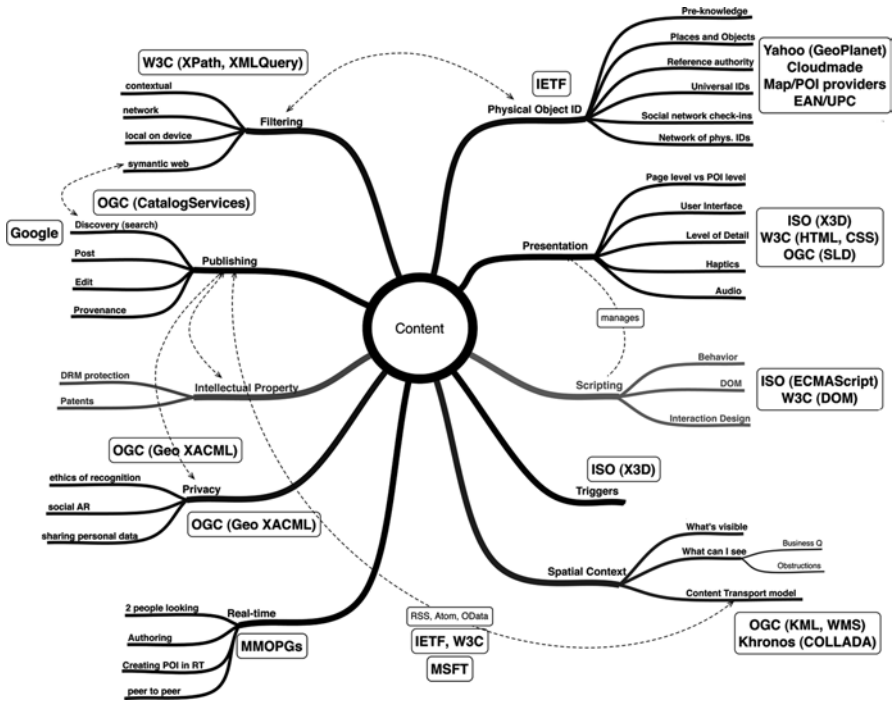 Pre-knowledge
Places and Objects
Reference authority
Universal IDs
Social network check-ins
Network of phys. IDs
IETF
Physical Object ID
Yahoo (GeoPlanet)
Cloudmade
Map/POI providers
EAN/UPC
W3C (XPath, XMLQuery)
contextual
network
local on device
semantic web
Filtering
OGC (CatalogServices)
Google
Discovery (search)
Post
Edit
Provenance
Publishing
Page level vs POI level
User Interface
Level of Detail
Haptics
Audio
Presentation
ISO (X3D)
W3C (HTML, CSS)
OGC (SLD)
Content
manages
DRM protection
Patents
Intellectual Property
Behavior
DOM
Interaction Design
Scripting
ISO (ECMAScript)
W3C (DOM)
OGC (Geo XACML)
ethics of recognition
social AR
sharing personal data
Privacy
OGC (Geo XACML)
ISO (X3D)
Triggers
What's visible
What can I see
Business Q
Obstructions
Content Transport model
Spatial Context
OGC (KML, WMS)
Khronos (COLLADA)
2 people looking
Authoring
Creating POI in RT
peer to peer
Real-time
MMOPGs
RSS, Atom, OData
IETF, W3C
MSFT